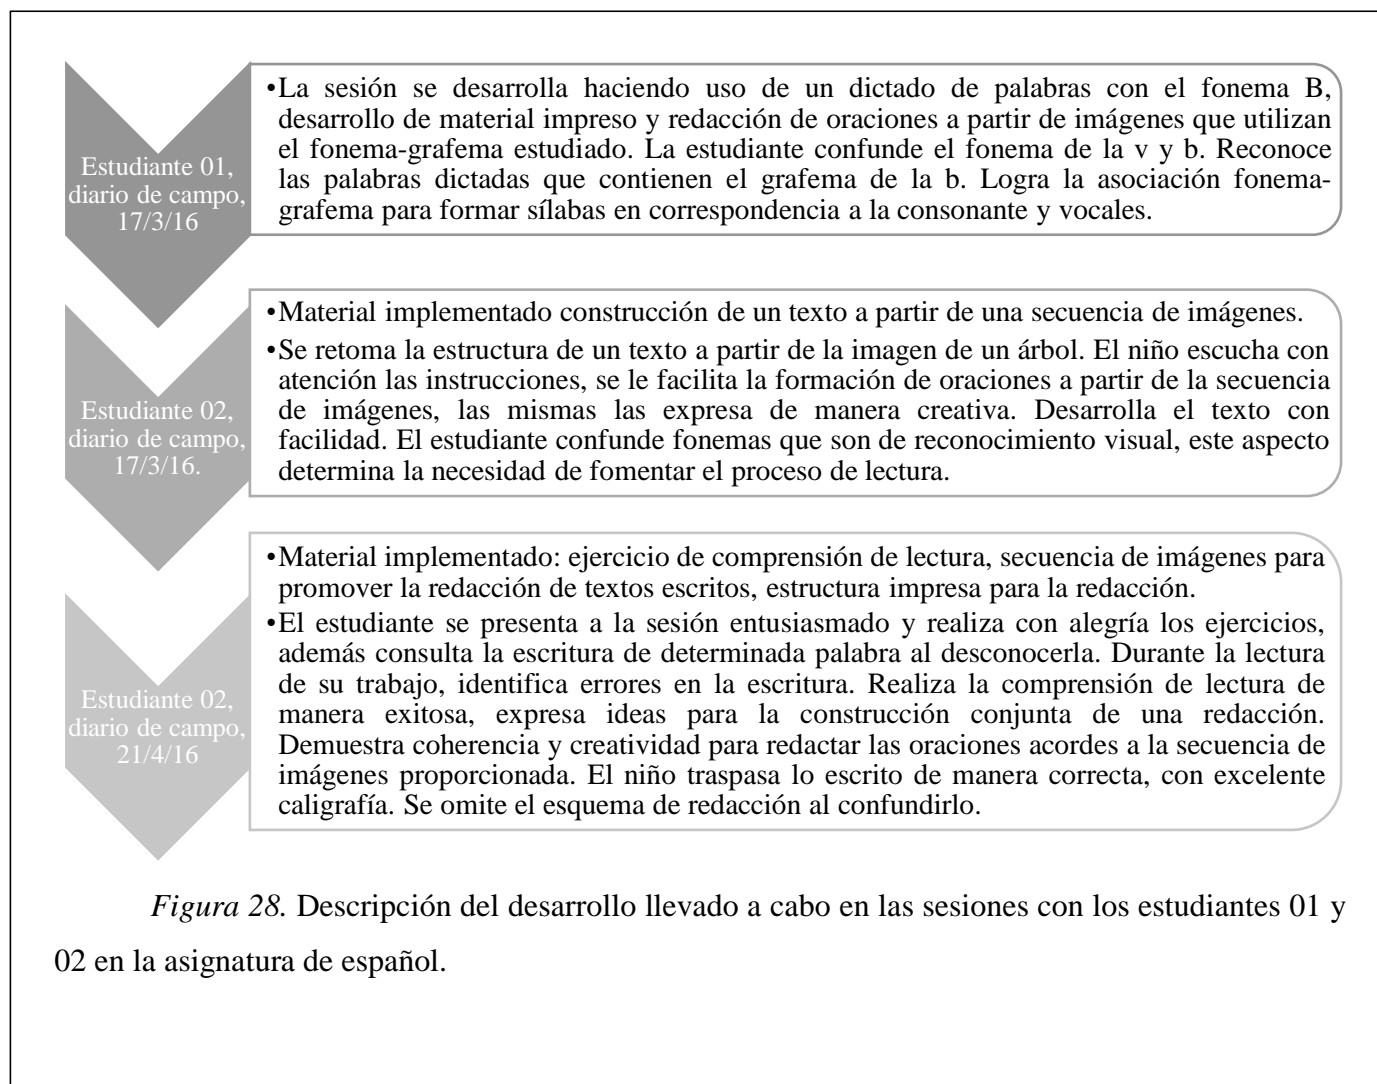 Estudiante 01,
diario de campo,
17/3/16
•La sesión se desarrolla haciendo uso de un dictado de palabras con el fonema B,
desarrollo de material impreso y redacción de oraciones a partir de imágenes que utilizan
el fonema-grafema estudiado. La estudiante confunde el fonema de la v y b. Reconoce
las palabras dictadas que contienen el grafema de la b. Logra la asociación fonema-
grafema para formar sílabas en correspondencia a la consonante y vocales.
Estudiante 02,
diario de campo,
17/3/16.
•Material implementado construcción de un texto a partir de una secuencia de imágenes.
•Se retoma la estructura de un texto a partir de la imagen de un árbol. El niño escucha con
atención las instrucciones, se le facilita la formación de oraciones a partir de la secuencia
de imágenes, las mismas las expresa de manera creativa. Desarrolla el texto con
facilidad. El estudiante confunde fonemas que son de reconocimiento visual, este aspecto
determina la necesidad de fomentar el proceso de lectura.
Estudiante 02,
diario de campo,
21/4/16
•Material implementado: ejercicio de comprensión de lectura, secuencia de imágenes para
promover la redacción de textos escritos, estructura impresa para la redacción.
•El estudiante se presenta a la sesión entusiasmado y realiza con alegría los ejercicios,
además consulta la escritura de determinada palabra al desconocerla. Durante la lectura
de su trabajo, identifica errores en la escritura. Realiza la comprensión de lectura de
manera exitosa, expresa ideas para la construcción conjunta de una redacción.
Demuestra coherencia y creatividad para redactar las oraciones acordes a la secuencia de
imágenes proporcionada. El niño traspasa lo escrito de manera correcta, con excelente
caligrafía. Se omite el esquema de redacción al confundirlo.
Figura 28. Descripción del desarrollo llevado a cabo en las sesiones con los estudiantes 01 y
02 en la asignatura de español.